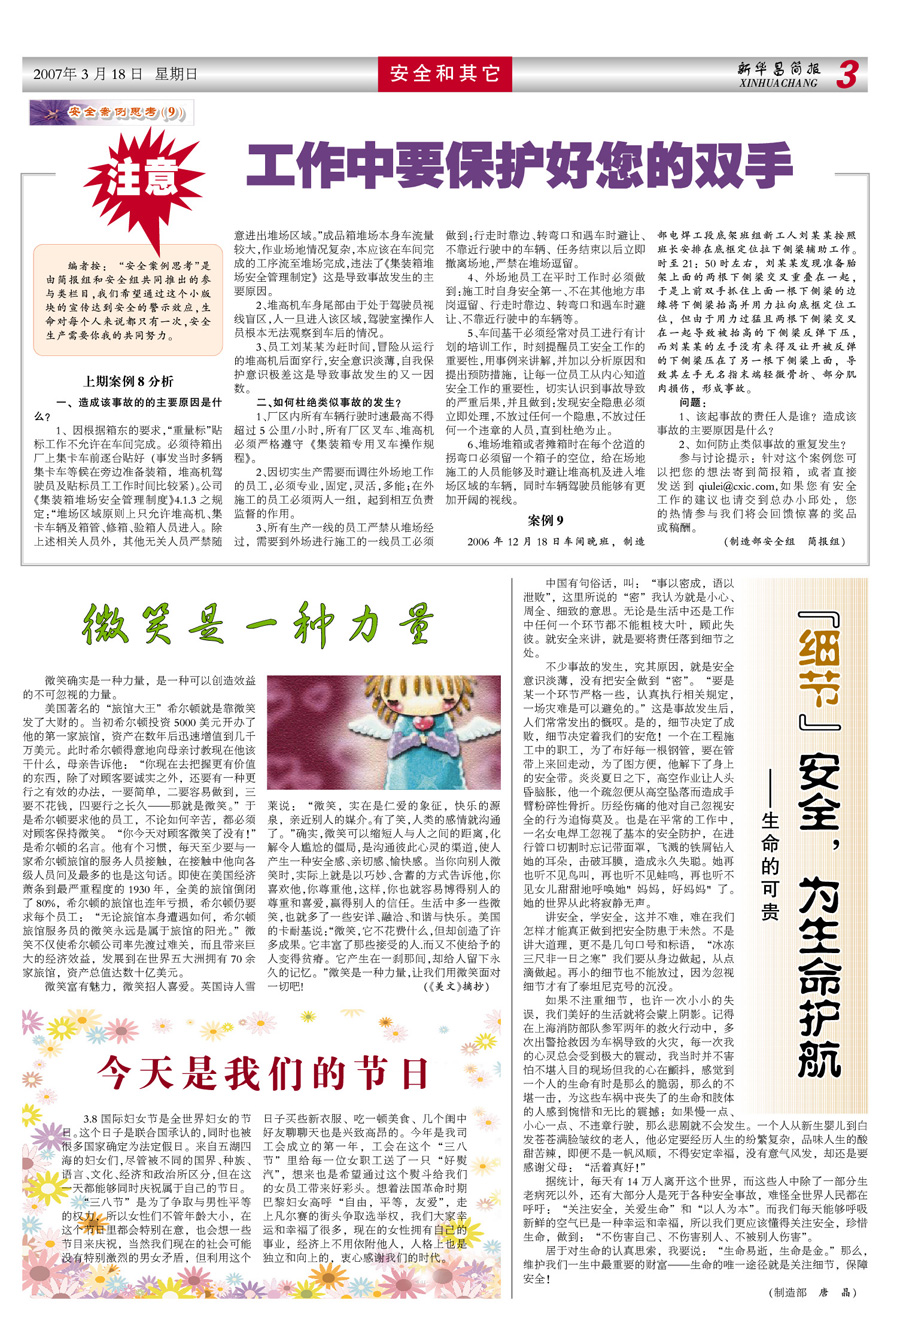 2007年 3 月 18 日 星期日
安全和其它
新华昌简报
XINHUACHANG
3
安全案例思考(9)
注意
工作中要保护好您的双手
编者按：“安全案例思考”是
由简报组和安全组共同推出的参
与类栏目,我们希望通过这个小版
块的宣传达到安全的警示效应,生
命对每个人来说都只有一次,安全
生产需要你我的共同努力。
上期案例 8 分析
一、造成该事故的的主要原因是什
么?
1、因根据箱东的要求,“重量标”贴
标工作不允许在车间完成。必须待箱出
厂上集卡车前逐台贴好（事发当时多辆
集卡车等候在旁边准备装箱，堆高机驾
驶员及贴标员工工作时间比较紧)。公司
《集装箱堆场安全管理制度》4.1.3 之规
定:“堆场区域原则上只允许堆高机、集
卡车辆及箱管、修箱、验箱人员进入。除
上述相关人员外，其他无关人员严禁随
意进出堆场区域。”成品箱堆场本身车流量
较大,作业场地情况复杂,本应该在车间完
成的工序流至堆场完成,违法了《集装箱堆
场安全管理制定》这是导致事故发生的主
要原因。
2、堆高机车身尾部由于处于驾驶员视
线盲区,人一旦进入该区域,驾驶室操作人
员根本无法观察到车后的情况。
3、员工刘某某为赶时间,冒险从运行
的堆高机后面穿行,安全意识淡薄,自我保
护意识极差这是导致事故发生的又一因
数。
二、如何杜绝类似事故的发生?
1、厂区内所有车辆行驶时速最高不得
超过 5 公里/小时,所有厂区叉车、堆高机
必须严格遵守《集装箱专用叉车操作规
程》。
2、因切实生产需要而调往外场地工作
的员工,必须专业,固定,灵活,多能;在外
施工的员工必须两人一组，起到相互负责
监督的作用。
3、所有生产一线的员工严禁从堆场经
过，需要到外场进行施工的一线员工必须
做到:行走时靠边、转弯口和遇车时避让、
不靠近行驶中的车辆、任务结束以后立即
撤离场地,严禁在堆场逗留。
4、外场地员工在平时工作时必须做
到:施工时自身安全第一、不在其他地方串
岗逗留、行走时靠边、转弯口和遇车时避
让、不靠近行驶中的车辆等。
5、车间基干必须经常对员工进行有计
划的培训工作，时刻提醒员工安全工作的
重要性,用事例来讲解,并加以分析原因和
提出预防措施，让每一位员工从内心知道
安全工作的重要性，切实认识到事故导致
的严重后果,并且做到:发现安全隐患必须
立即处理,不放过任何一个隐患,不放过任
何一个违章的人员,直到杜绝为止。
6、堆场堆箱或者摊箱时在每个岔道的
拐弯口必须留一个箱子的空位，给在场地
施工的人员能够及时避让堆高机及进入堆
场区域的车辆，同时车辆驾驶员能够有更
加开阔的视线。
案例 9
2006 年 12 月 18 日车间晚班，制造
部电焊工段底架班组新工人刘某某按照
班长安排在底框定位拉下侧梁辅助工作。
时至 21：50 时左右，刘某某发现准备胎
架上面的两根下侧梁交叉重叠在一起，
于是上前双手抓住上面一根下侧梁的边
缘将下侧梁抬高并用力拉向底框定位工
位，但由于用力过猛且两根下侧梁交叉
在一起导致被抬高的下侧梁反弹下压，
而刘某某的左手没有来得及让开被反弹
的下侧梁压在了另一根下侧梁上面，导
致其左手无名指末端轻微骨折、部分肌
肉损伤，形成事故。
问题：
1、该起事故的责任人是谁？造成该
事故的主要原因是什么？
2、如何防止类似事故的重复发生？
参与讨论提示：针对这个案例您可
以把您的想法寄到简报箱，或者直接
发送到 qiulei@cxic.com,如果您有安全
工作的建议也请交到总办小邱处，您
的热情参与我们将会回馈惊喜的奖品
或稿酬。
(制造部安全组 简报组)
微笑是一种力量
微笑确实是一种力量，是一种可以创造效益
的不可忽视的力量。
美国著名的“旅馆大王”希尔顿就是靠微笑
发了大财的。当初希尔顿投资 5000 美元开办了
他的第一家旅馆，资产在数年后迅速增值到几千
万美元。此时希尔顿得意地向母亲讨教现在他该
干什么，母亲告诉他：“你现在去把握更有价值
的东西，除了对顾客要诚实之外，还要有一种更
行之有效的办法，一要简单，二要容易做到，三
要不花钱，四要行之长久——那就是微笑。”于
是希尔顿要求他的员工，不论如何辛苦，都必须
对顾客保持微笑。“你今天对顾客微笑了没有!”
是希尔顿的名言。他有个习惯，每天至少要与一
家希尔顿旅馆的服务人员接触，在接触中他向各
级人员问及最多的也是这句话。即使在美国经济
萧条到最严重程度的 1930 年，全美的旅馆倒闭
了 80%，希尔顿的旅馆也连年亏损，希尔顿仍要
求每个员工：“无论旅馆本身遭遇如何，希尔顿
旅馆服务员的微笑永远是属于旅馆的阳光。”微
笑不仅使希尔顿公司率先渡过难关，而且带来巨
大的经济效益，发展到在世界五大洲拥有 70 余
家旅馆，资产总值达数十亿美元。
微笑富有魅力，微笑招人喜爱。英国诗人雪
莱说：“微笑，实在是仁爱的象征，快乐的源
泉，亲近别人的媒介。有了笑,人类的感情就沟通
了。”确实,微笑可以缩短人与人之间的距离,化
解令人尴尬的僵局,是沟通彼此心灵的渠道,使人
产生一种安全感、亲切感、愉快感。当你向别人微
笑时,实际上就是以巧妙、含蓄的方式告诉他,你
喜欢他,你尊重他,这样,你也就容易博得别人的
尊重和喜爱,赢得别人的信任。生活中多一些微
笑,也就多了一些安详、融洽、和谐与快乐。美国
的卡耐基说:“微笑,它不花费什么,但却创造了许
多成果。它丰富了那些接受的人,而又不使给予的
人变得贫瘠。它产生在一刹那间,却给人留下永
久的记忆。”微笑是一种力量,让我们用微笑面对
一切吧! (《美文》摘抄)
今天是我们的节日
3.8 国际妇女节是全世界妇女的节
日。这个日子是联合国承认的,同时也被
很多国家确定为法定假日。来自五湖四
海的妇女们,尽管被不同的国界、种族、
语言、文化、经济和政治所区分,但在这
一天都能够同时庆祝属于自己的节日。
“三八节”是为了争取与男性平等
的权力，所以女性们不管年龄大小，在
这个节日里都会特别在意，也会想一些
节目来庆祝，当然我们现在的社会可能
没有特别激烈的男女矛盾，但利用这个
日子买些新衣服、吃一顿美食、几个闺中
好友聊聊天也是兴致高昂的。今年是我司
工会成立的第一年，工会在这个“三八
节”里给每一位女职工送了一只“好熨
汽”，想来也是希望通过这个熨斗给我们
的女员工带来好彩头。想着法国革命时期
巴黎妇女高呼“自由，平等，友爱”，走
上凡尔赛的街头争取选举权，我们大家幸
运和幸福了很多，现在的女性拥有自己的
事业，经济上不用依附他人，人格上也是
独立和向上的，衷心感谢我们的时代。
『细节』安全，为生命护航
——生命的可贵
中国有句俗话，叫：“事以密成，语以
泄败”，这里所说的“密”我认为就是小心、
周全、细致的意思。无论是生活中还是工作
中任何一个环节都不能粗枝大叶，顾此失
彼。就安全来讲，就是要将责任落到细节之
处。
不少事故的发生，究其原因，就是安全
意识淡薄，没有把安全做到“密”。“要是
某一个环节严格一些，认真执行相关规定，
一场灾难是可以避免的。”这是事故发生后，
人们常常发出的慨叹。是的，细节决定了成
败，细节决定着我们的安危！一个在工程施
工中的职工，为了布好每一根钢管，要在管
带上来回走动，为了图方便，他解下了身上
的安全带。炎炎夏日之下，高空作业让人头
昏脑胀，他一个疏忽便从高空坠落而造成手
臂粉碎性骨折。历经伤痛的他对自己忽视安
全的行为追悔莫及。也是在平常的工作中，
一名女电焊工忽视了基本的安全防护，在进
行管口切割时忘记带面罩，飞溅的铁屑钻入
她的耳朵，击破耳膜，造成永久失聪。她再
也听不见鸟叫，再也听不见蛙鸣，再也听不
见女儿甜甜地呼唤她" 妈妈，好妈妈" 了。
她的世界从此将寂静无声。
讲安全，学安全，这并不难，难在我们
怎样才能真正做到把安全防患于未然。不是
讲大道理，更不是几句口号和标语，“冰冻
三尺非一日之寒”我们要从身边做起，从点
滴做起。再小的细节也不能放过，因为忽视
细节才有了泰坦尼克号的沉没。
如果不注重细节，也许一次小小的失
误，我们美好的生活就将会蒙上阴影。记得
在上海消防部队参军两年的救火行动中，多
次出警抢救因为车祸导致的火灾，每一次我
的心灵总会受到极大的震动，我当时并不害
怕不堪入目的现场但我的心在颤抖，感觉到
一个人的生命有时是那么的脆弱，那么的不
堪一击，为这些车祸中丧失了的生命和肢体
的人感到惋惜和无比的震撼；如果慢一点、
小心一点、不违章行驶，那么悲剧就不会发生。一个人从新生婴儿到白
发苍苍满脸皱纹的老人，他必定要经历人生的纷繁复杂，品味人生的酸
甜苦辣，即便不是一帆风顺，不得安定幸福，没有意气风发，却还是要
感谢父母：“活着真好！”
据统计，每天有 14 万人离开这个世界，而这些人中除了一部分生
老病死以外，还有大部分人是死于各种安全事故，难怪全世界人民都在
呼吁：“关注安全，关爱生命”和“以人为本”。而我们每天能够呼吸
新鲜的空气已是一种幸运和幸福，所以我们更应该懂得关注安全，珍惜
生命，做到：“不伤害自己、不伤害别人、不被别人伤害”。
居于对生命的认真思索，我要说：“生命易逝，生命是金。”那么，
维护我们一生中最重要的财富——生命的唯一途径就是关注细节，保障
安全!
(制造部 唐 晶)